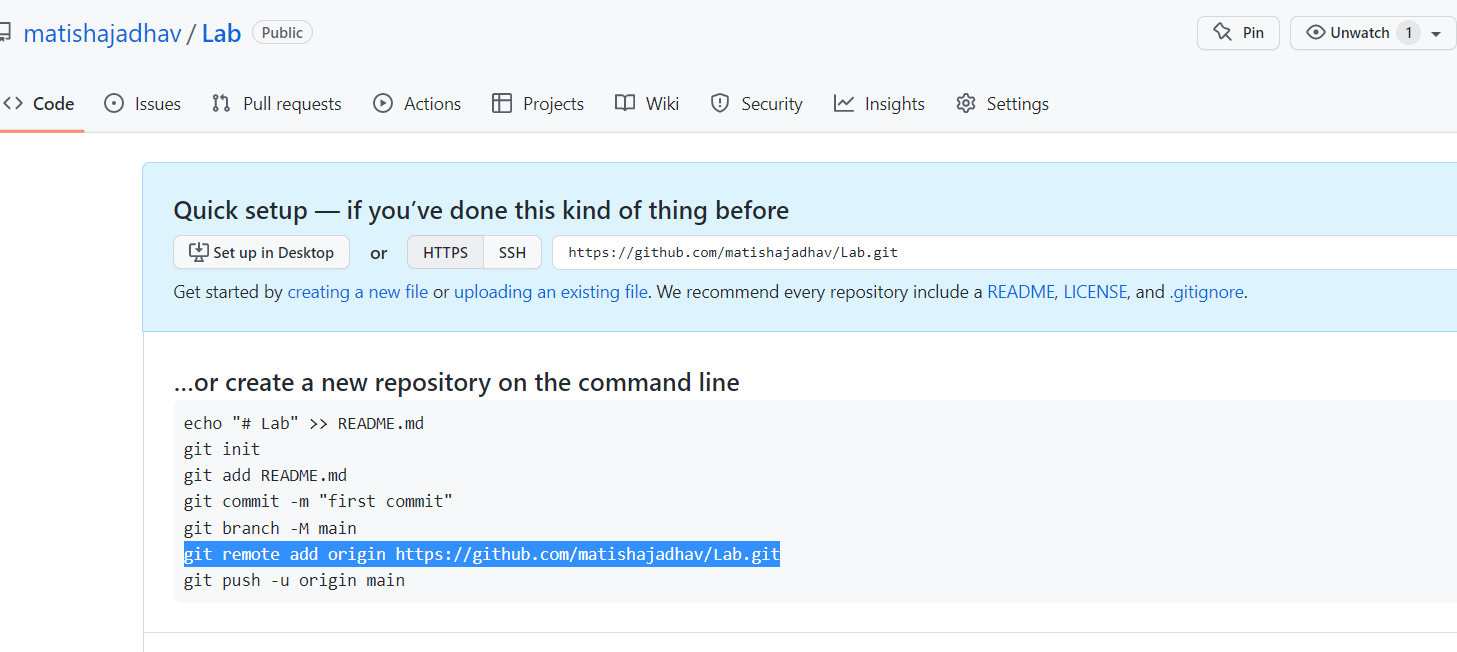 matishajadhav / Lab Public Pin Unwatch 1
<> Code Issues Pull requests Actions Projects Wiki Security Insights Settings
Quick setup — if you’ve done this kind of thing before
Set up in Desktop or HTTPS SSH https://github.com/matishajadhav/Lab.git
Get started by creating a new file or uploading an existing file. We recommend every repository include a README, LICENSE, and .gitignore.
…or create a new repository on the command line
echo "# Lab" >> README.md
git init
git add README.md
git commit -m "first commit"
git branch -M main
git remote add origin https://github.com/matishajadhav/Lab.git
git push -u origin main